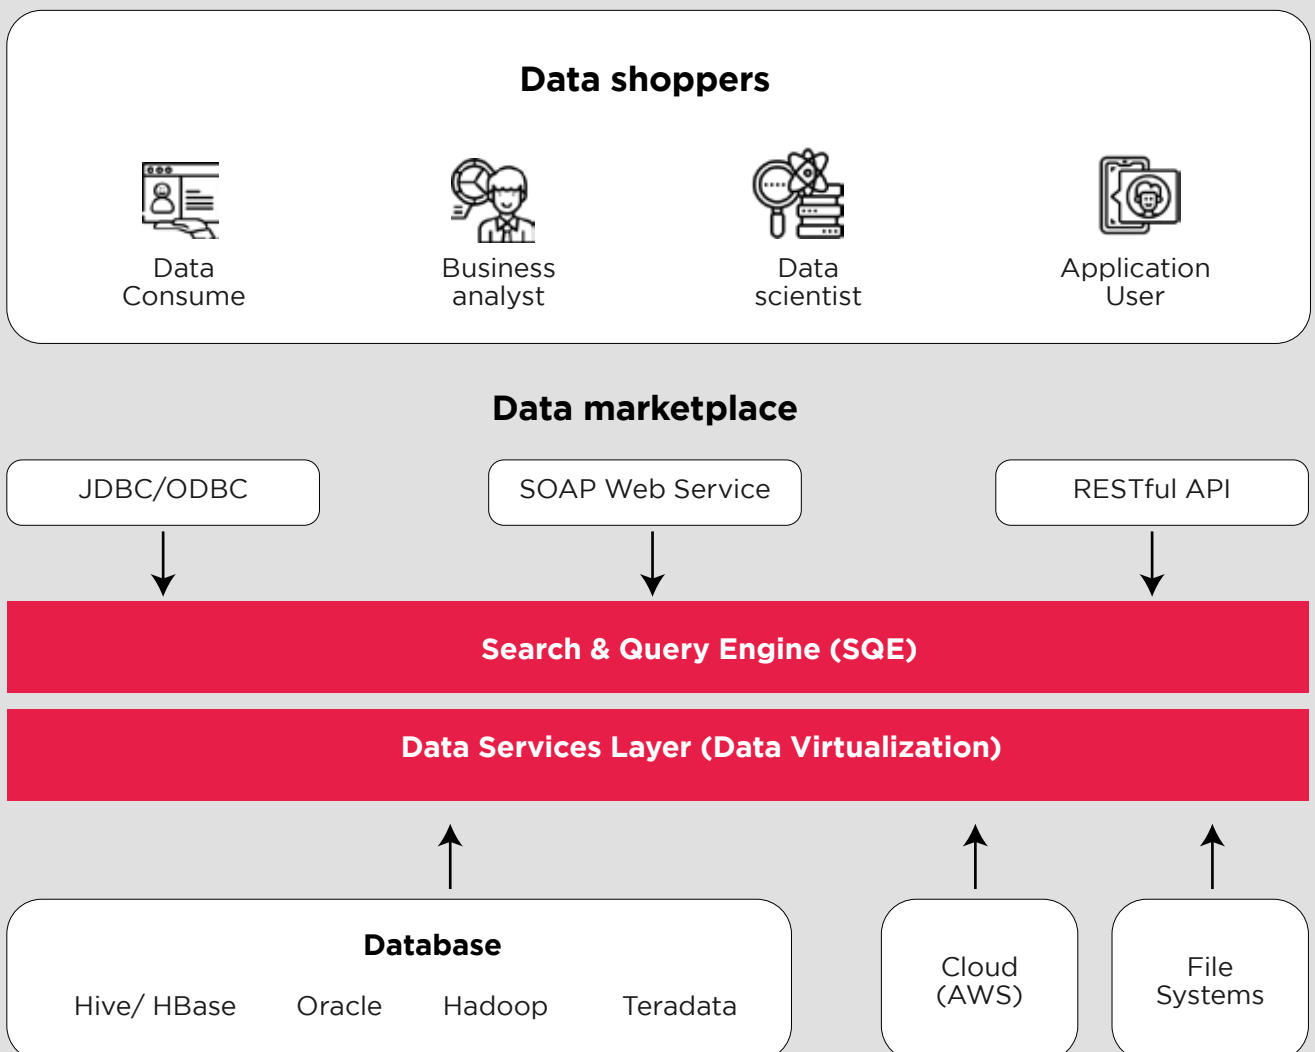 Data shoppers
Data
Consume
Business
analyst
Data
scientist
Application
User
Data marketplace
JDBC/ODBC
SOAP Web Service
RESTful API
Search & Query Engine (SQE)
Data Services Layer (Data Virtualization)
Database
Hive/ HBase Oracle Hadoop Teradata
Cloud
(AWS)
File
Systems